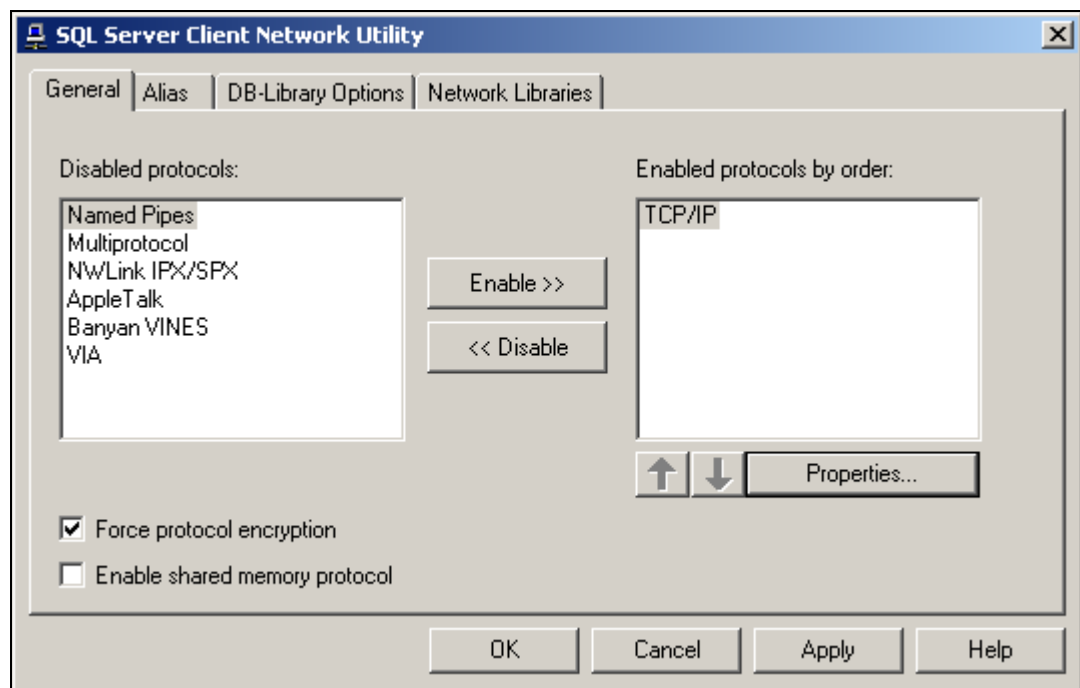 SQL Server Client Network Utility
General Alias DB-Library Options Network Libraries
Disabled protocols: Enabled protocols by order:
Named Pipes TCP/IP
Multiprotocol
NWLink IPX/SPX
AppleTalk
Banyan VINES
VIA
Enable >>
<< Disable
Properties...
Force protocol encryption
Enable shared memory protocol
OK Cancel Apply Help